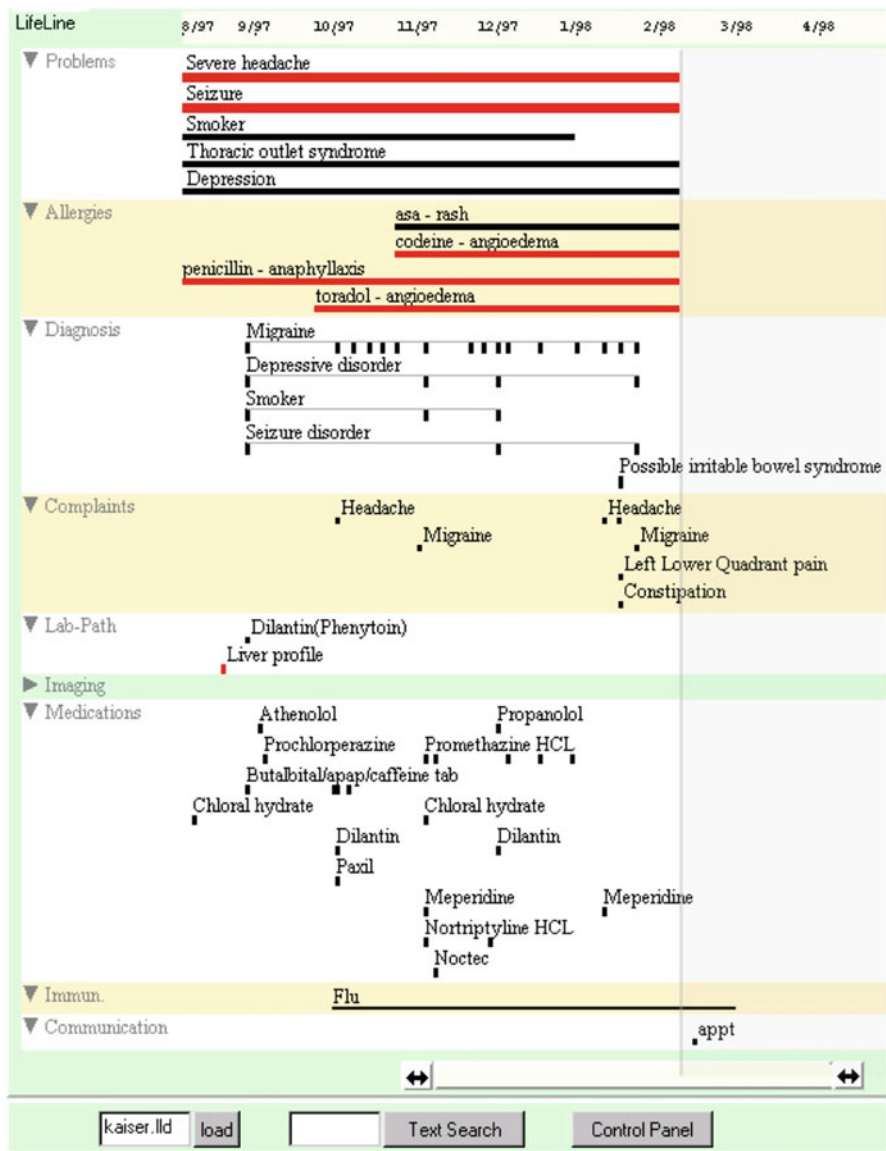 LifeLine 8/97 9/97 10/97 11/97 12/97 1/98 2/98 3/98 4/98
Problems Severe headache
Seizure
Smoker
Thoracic outlet syndrome
Depression
Allergies asa - rash
codeine - angioedema
penicillin - anaphyllaxis
toradol - angioedema
Diagnosis Migraine
Depressive disorder
Smoker
Seizure disorder
Possible irritable bowel syndrome
Complaints Headache Headache
Migraine Migraine
Left Lower Quadrant pain
Constipation
Lab-Path Dilantin(Phenytoin)
Liver profile
Imaging
Medications Athenolol Propanolol
Prochlorperazine Promethazine HCL
Butalbital/apap/caffeine tab
Chloral hydrate Chloral hydrate
Dilantin Dilantin
Paxil
Meperidine Meperidine
Nortriptyline HCL
Noctec
Immun. Flu
Communication appt
kaiser.lld load Text Search Control Panel